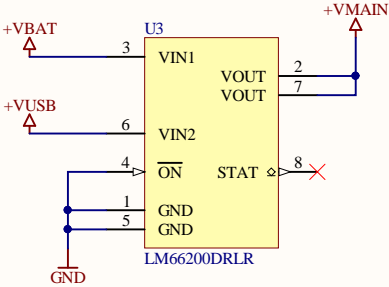 +VMAIN
+VBAT
U3
3
VIN1
VOUT
2
VOUT
7
+VUSB
6
VIN2
4
ON
STAT
8
1
GND
5
GND
LM66200DRLR
GND